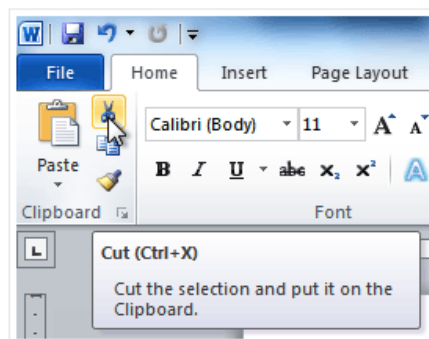 W
File Home Insert Page Layout
Calibri (Body) 11 A A
Paste B I U abc x₂ x² A
Clipboard Font
L
Cut (Ctrl+X)
Cut the selection and put it on the
Clipboard.